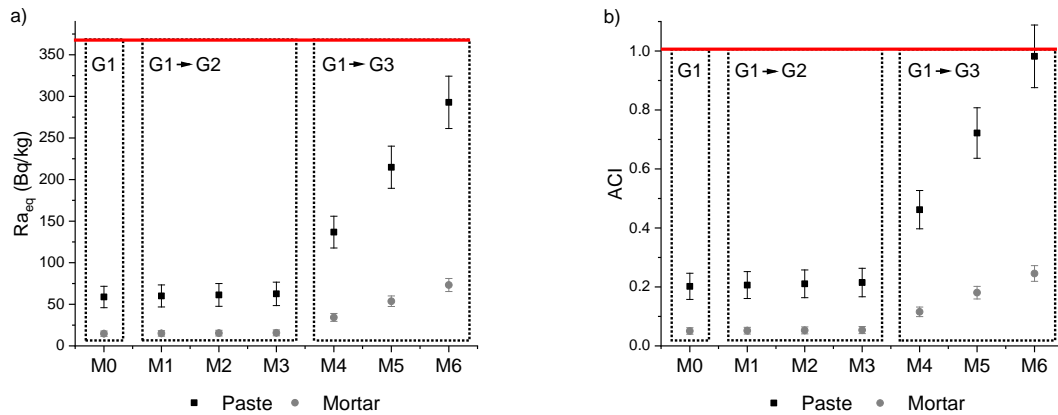 a)
G1
G1 → G2
G1 → G3
Ra_eq (Bq/kg)
350
300
250
200
150
100
50
0
M0 M1 M2 M3 M4 M5 M6
Paste Mortar
b)
G1
G1 → G2
G1 → G3
ACI
1.0
0.8
0.6
0.4
0.2
0.0
M0 M1 M2 M3 M4 M5 M6
Paste Mortar